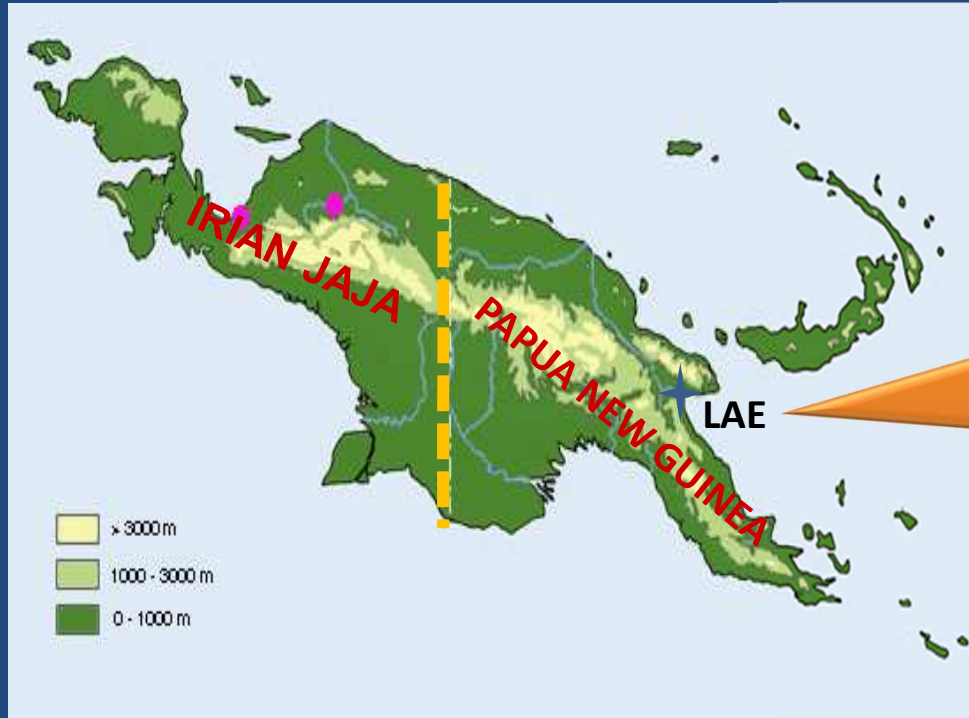 IRIAN JAJA
PAPUA NEW GUINEA
LAE
> 3000 m
1000 - 3000 m
0 - 1000 m